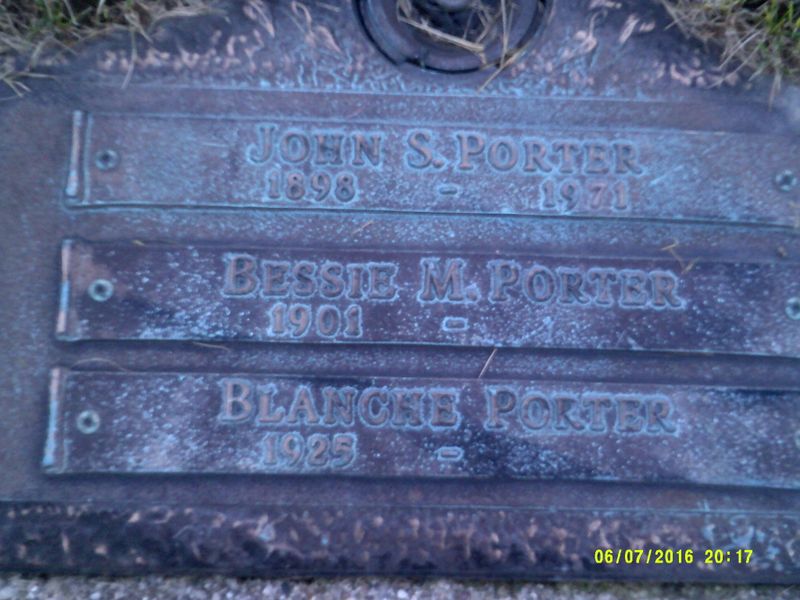 JOHN S. PORTER
1898 - 1971
BESSIE M. PORTER
1901 -
BLANCHE PORTER
1925 -
06/07/2016 20:17